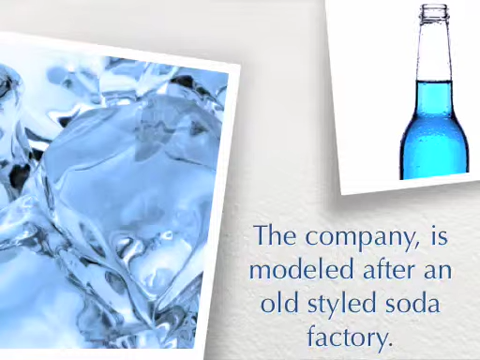 The company, is
modeled after an
old styled soda
factory.